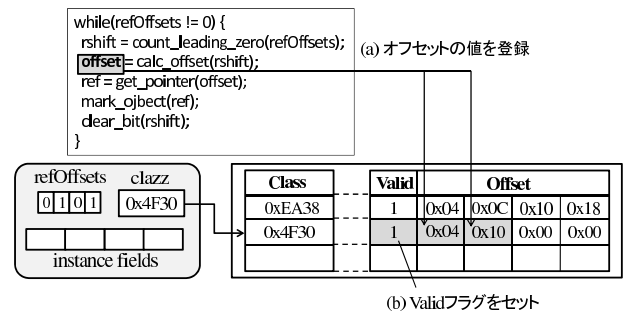 while(refOffsets != 0) {
rshift = count_leading_zero(refOffsets);
offset = calc_offset(rshift);
ref = get_pointer(offset);
mark_ojbect(ref);
clear_bit(rshift);
}
(a) オフセットの値を登録
refOffsets clazz
0 1 0 1 0x4F30
instance fields
Class Valid Offset
0xEA38 1 0x04 0x0C 0x10 0x18
0x4F30 1 0x04 0x10 0x00 0x00
(b) Validフラグをセット